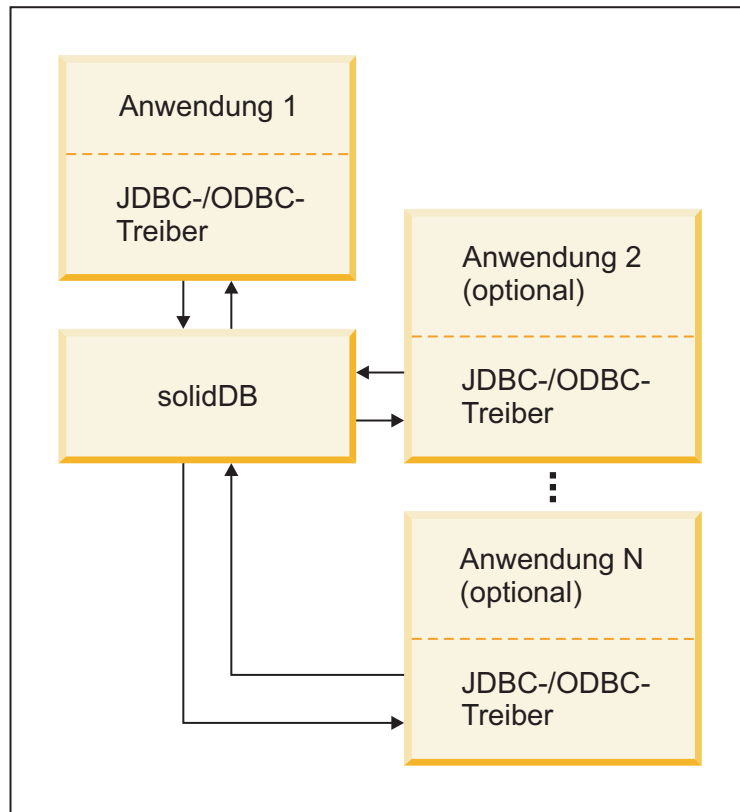 Anwendung 1
JDBC-/ODBC-
Treiber
solidDB
Anwendung 2
(optional)
JDBC-/ODBC-
Treiber
Anwendung N
(optional)
JDBC-/ODBC-
Treiber